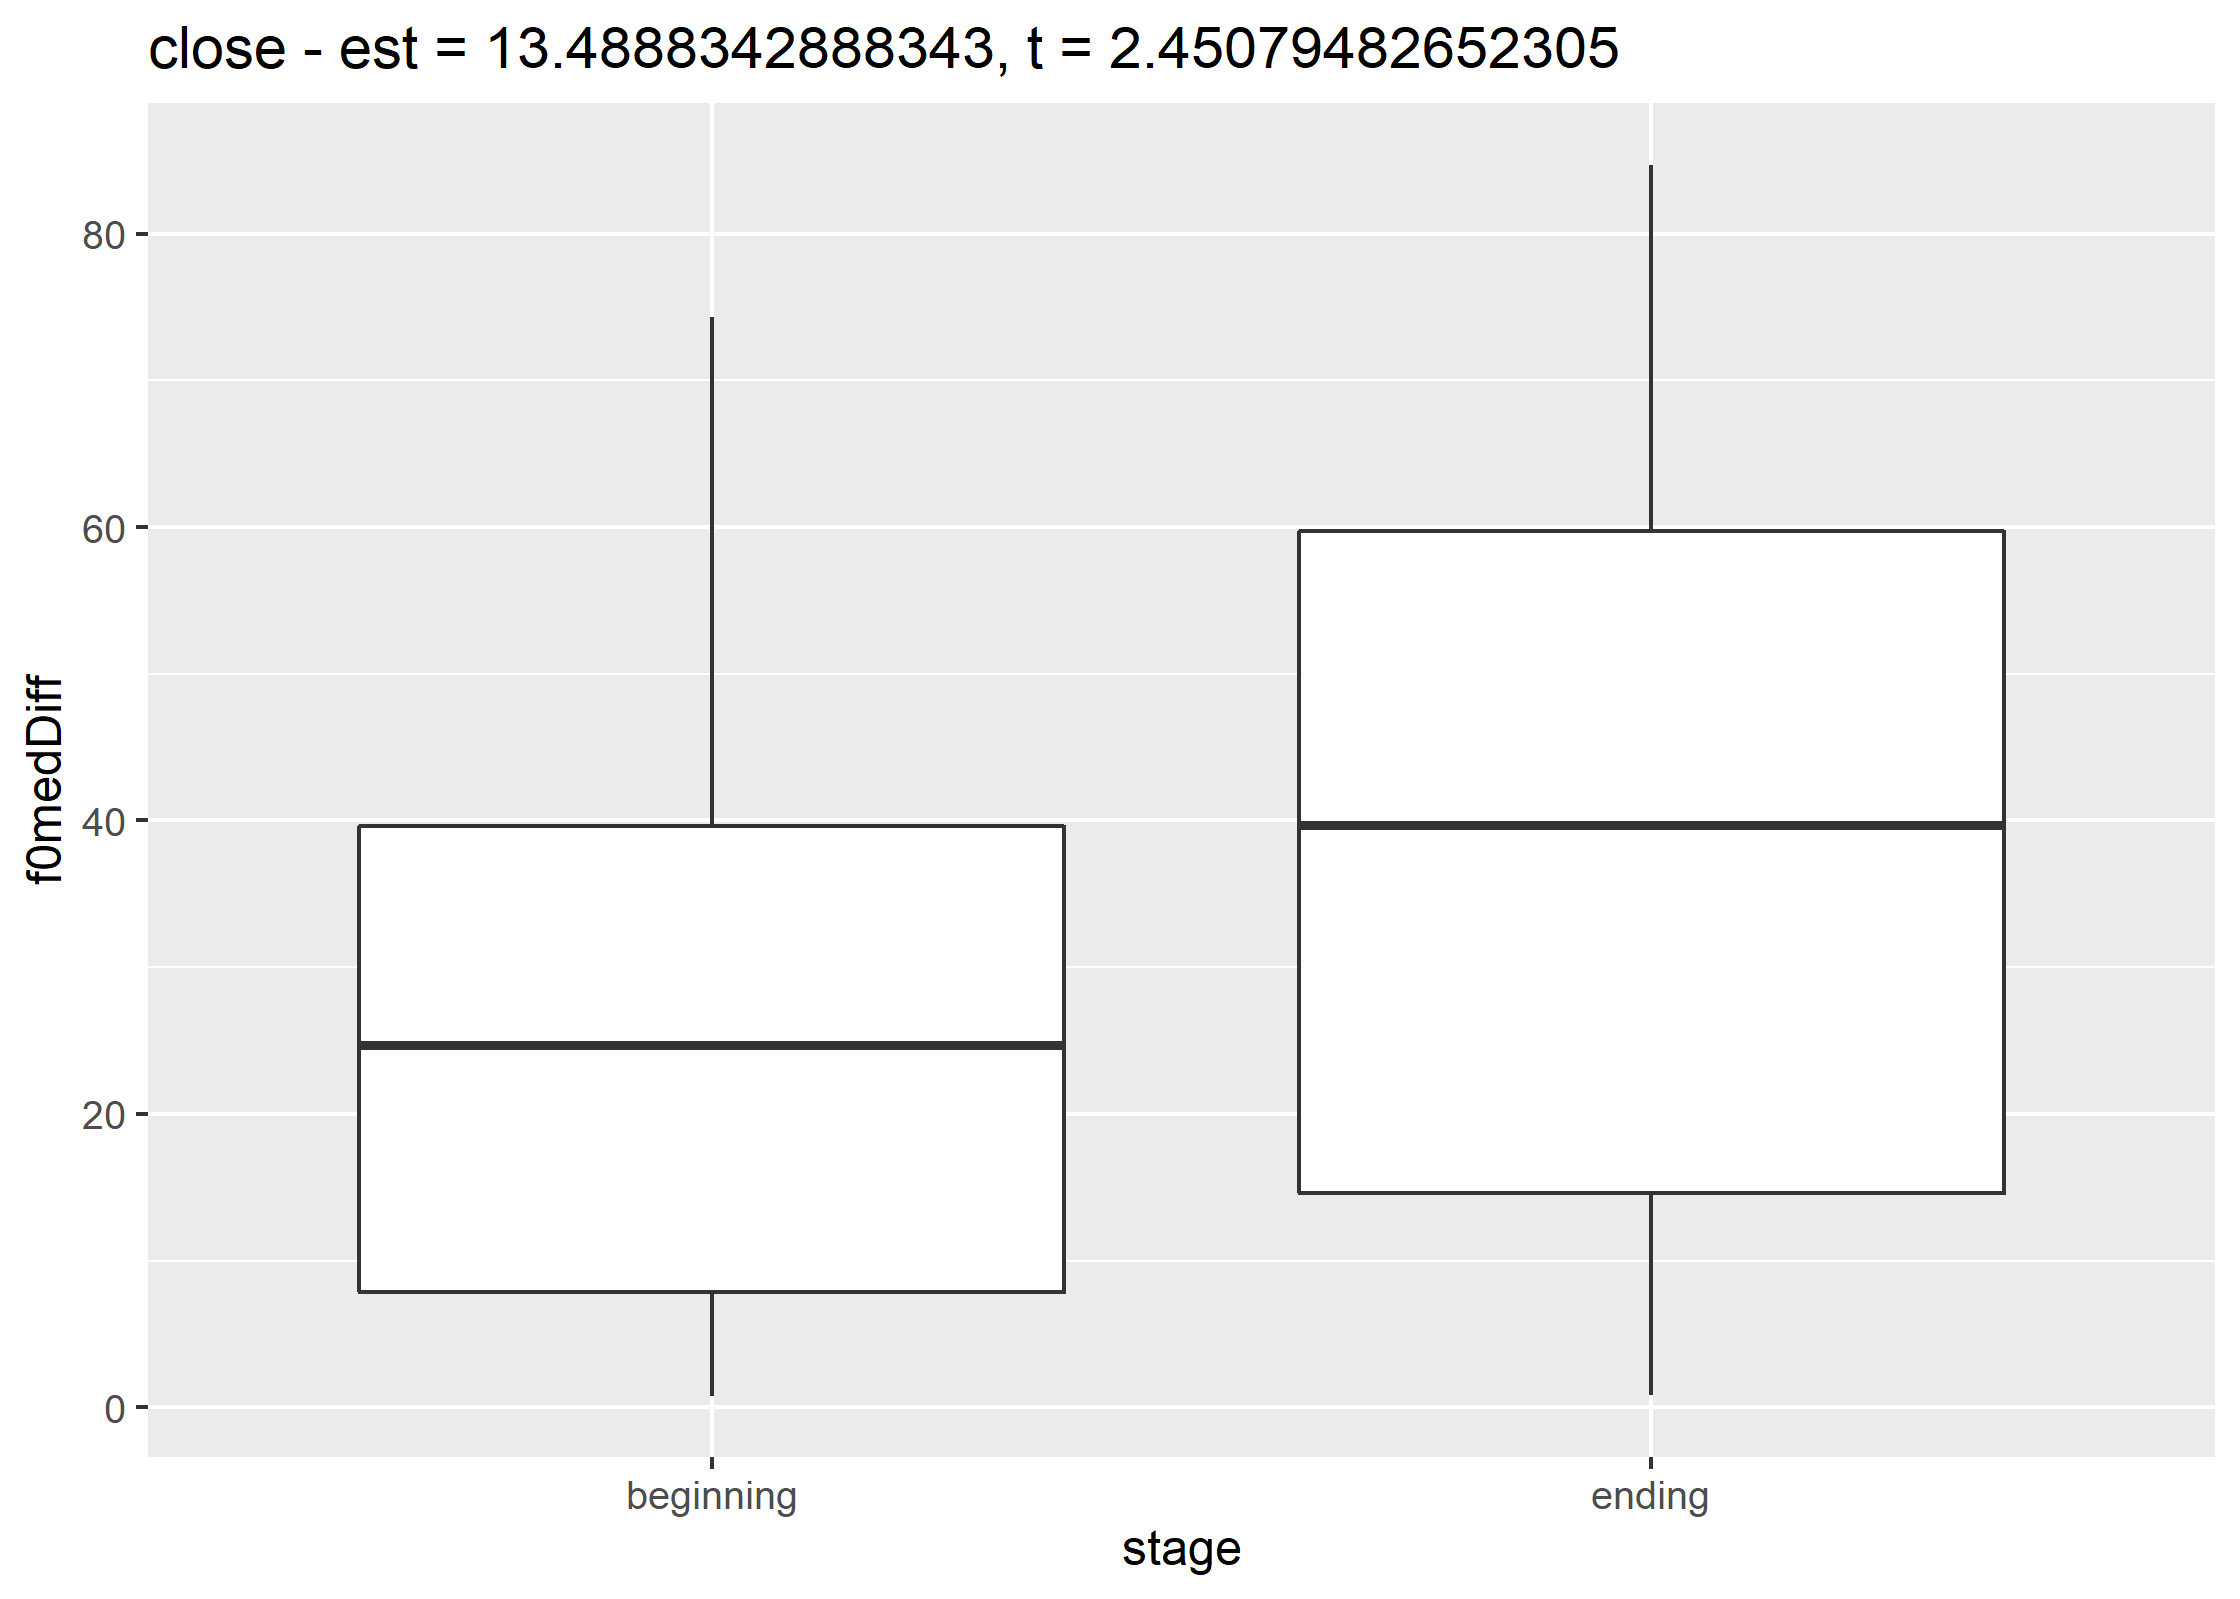 close - est = 13.4888342888343, t = 2.45079482652305
80
60
40
20
0
f0medDiff
beginning
ending
stage